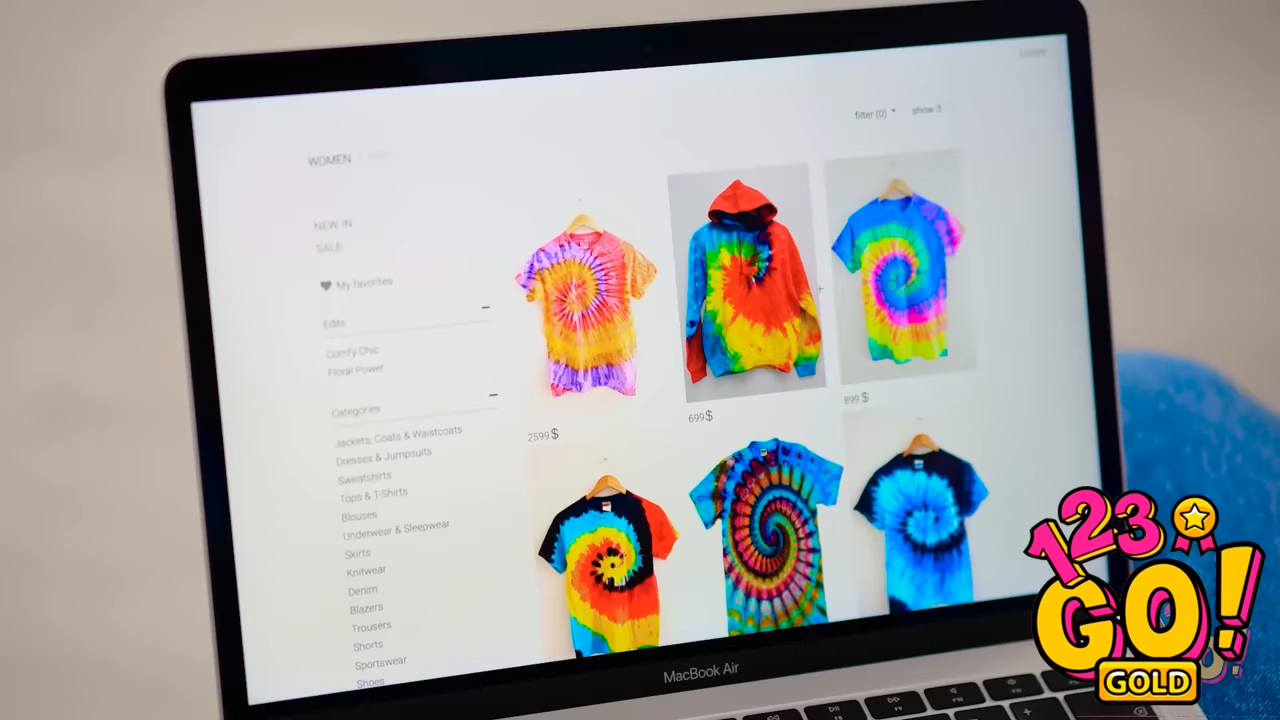 LOGIN
filter (0)
show 3
WOMEN
NEW IN
SALE
My favorites
Edits
Comfy Chic
Floral Power
Categories
Jackets, Coats & Waistcoats
Dresses & Jumpsuits
Sweatshirts
Tops & T-Shirts
Blouses
Underwear & Sleepwear
Skirts
Knitwear
Denim
Blazers
Trousers
Shorts
Sportswear
Shoes
2599 $
699 $
899 $
MacBook Air
123
GO!
GOLD